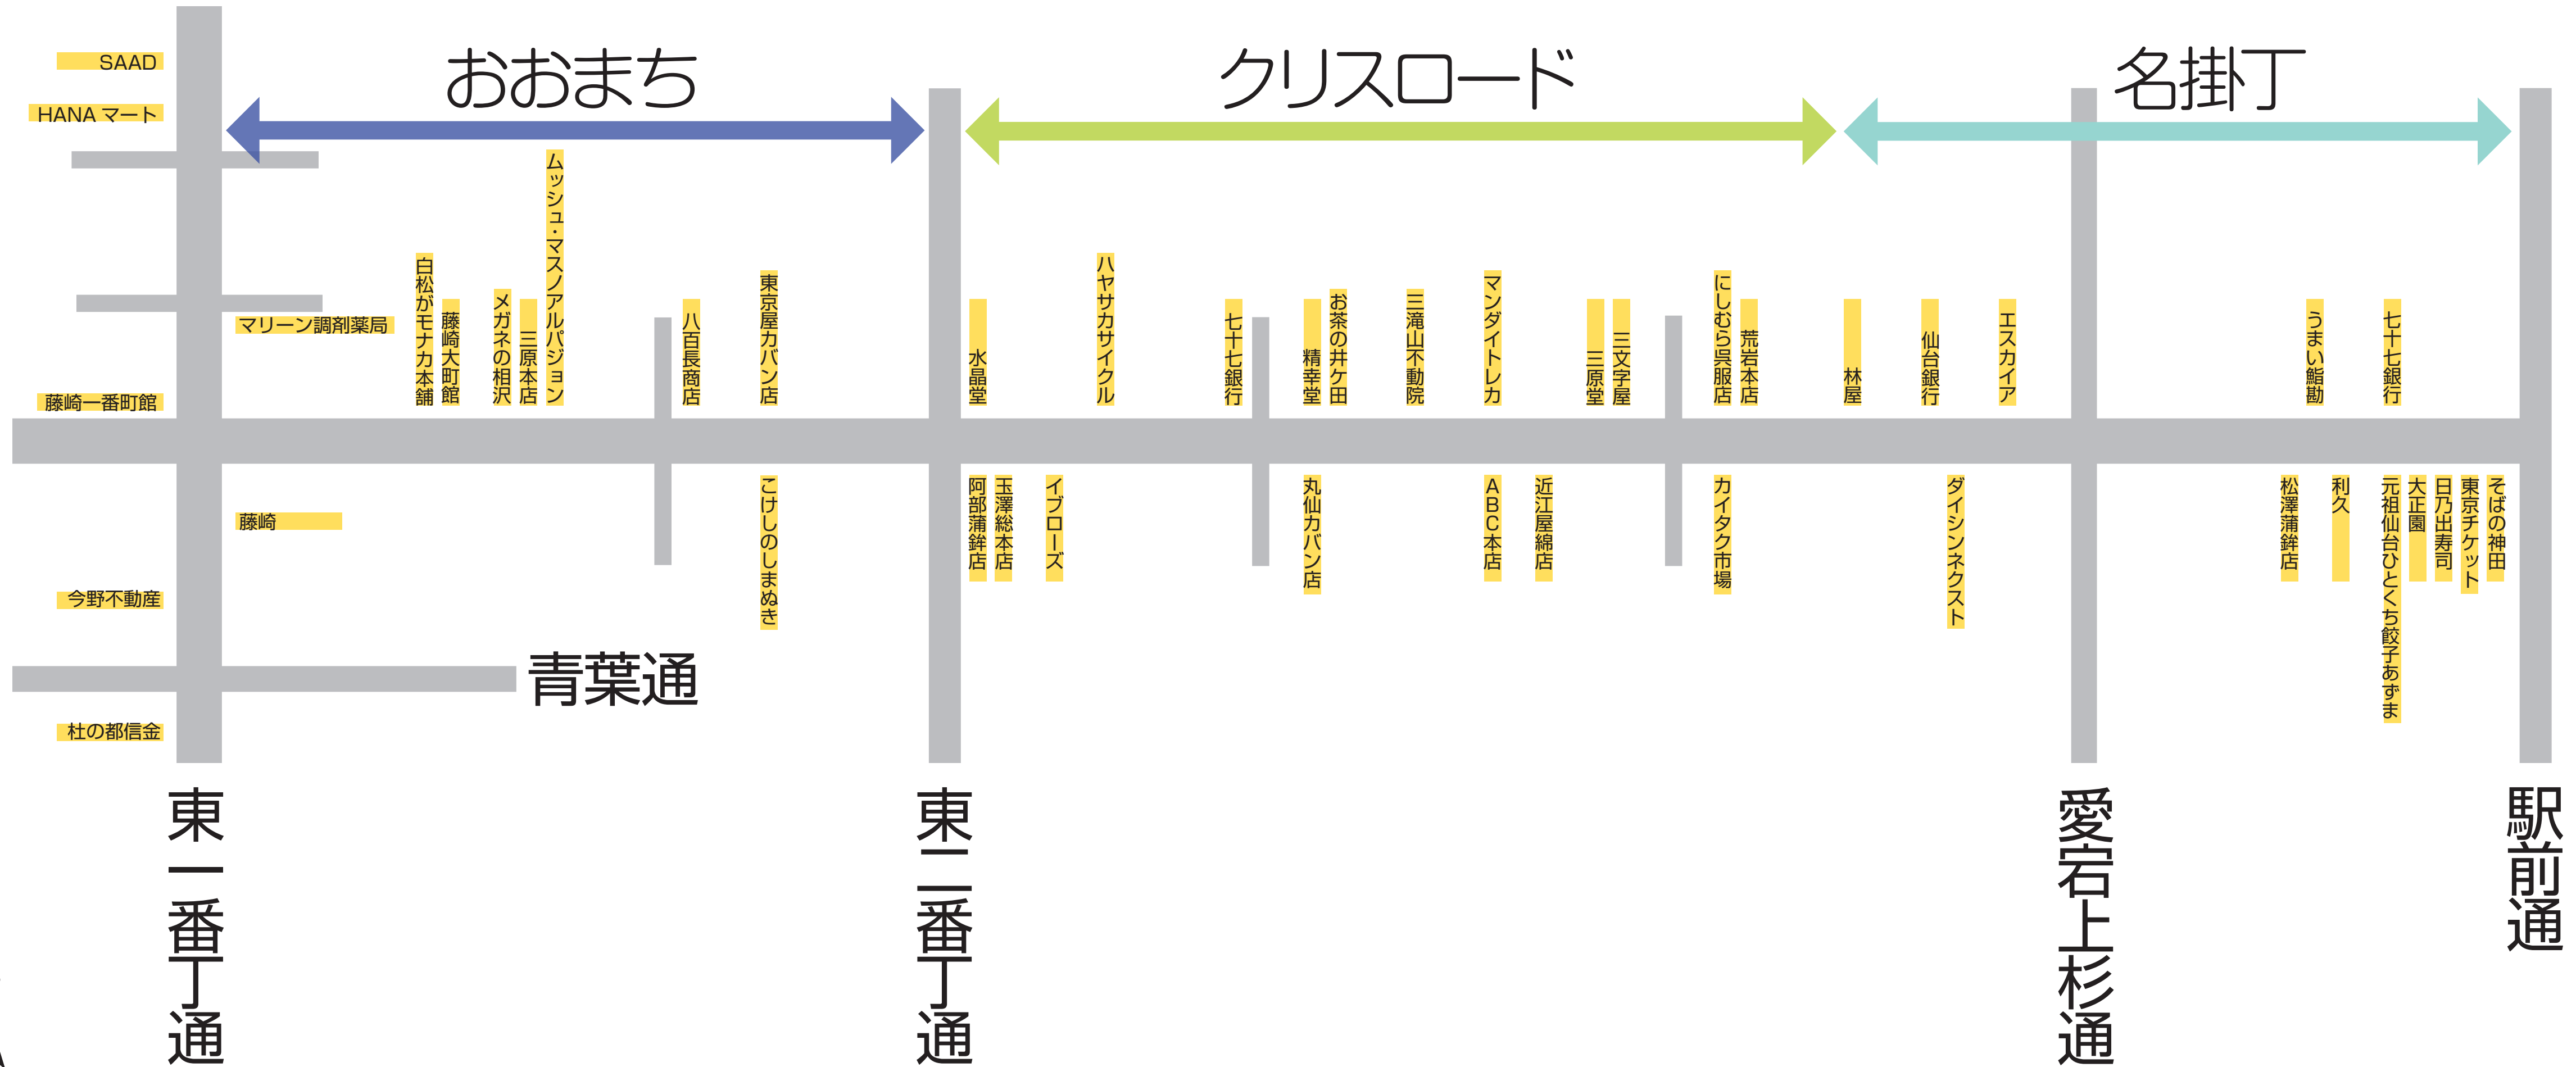 おおまち
クリスロード
名掛丁
SAAD
HANA マート
マリーン調剤薬局
藤崎一番町館
白松がモナカ本舗
藤崎大町館
メガネの相沢
三原本店
ムッシュ・マスノアルパジョン
八百長商店
東京屋カバン店
水晶堂
ハヤサカサイクル
七十七銀行
精幸堂
お茶の井ケ田
三滝山不動院
マンダイトレカ
三原堂
三文字屋
にしむら呉服店
荒岩本店
林屋
仙台銀行
エスカイア
うまい鮨勘
七十七銀行
藤崎
今野不動産
杜の都信金
こけしのしまぬき
阿部蒲鉾店
玉澤総本店
イブローズ
丸仙カバン店
ABC本店
近江屋綿店
カイタク市場
ダイシンネクスト
松澤蒲鉾店
利久
元祖仙台ひとくち餃子あずま
大正園
日乃出寿司
東京チケット
そばの神田
青葉通
東一番丁通
東二番丁通
愛宕上杉通
駅前通